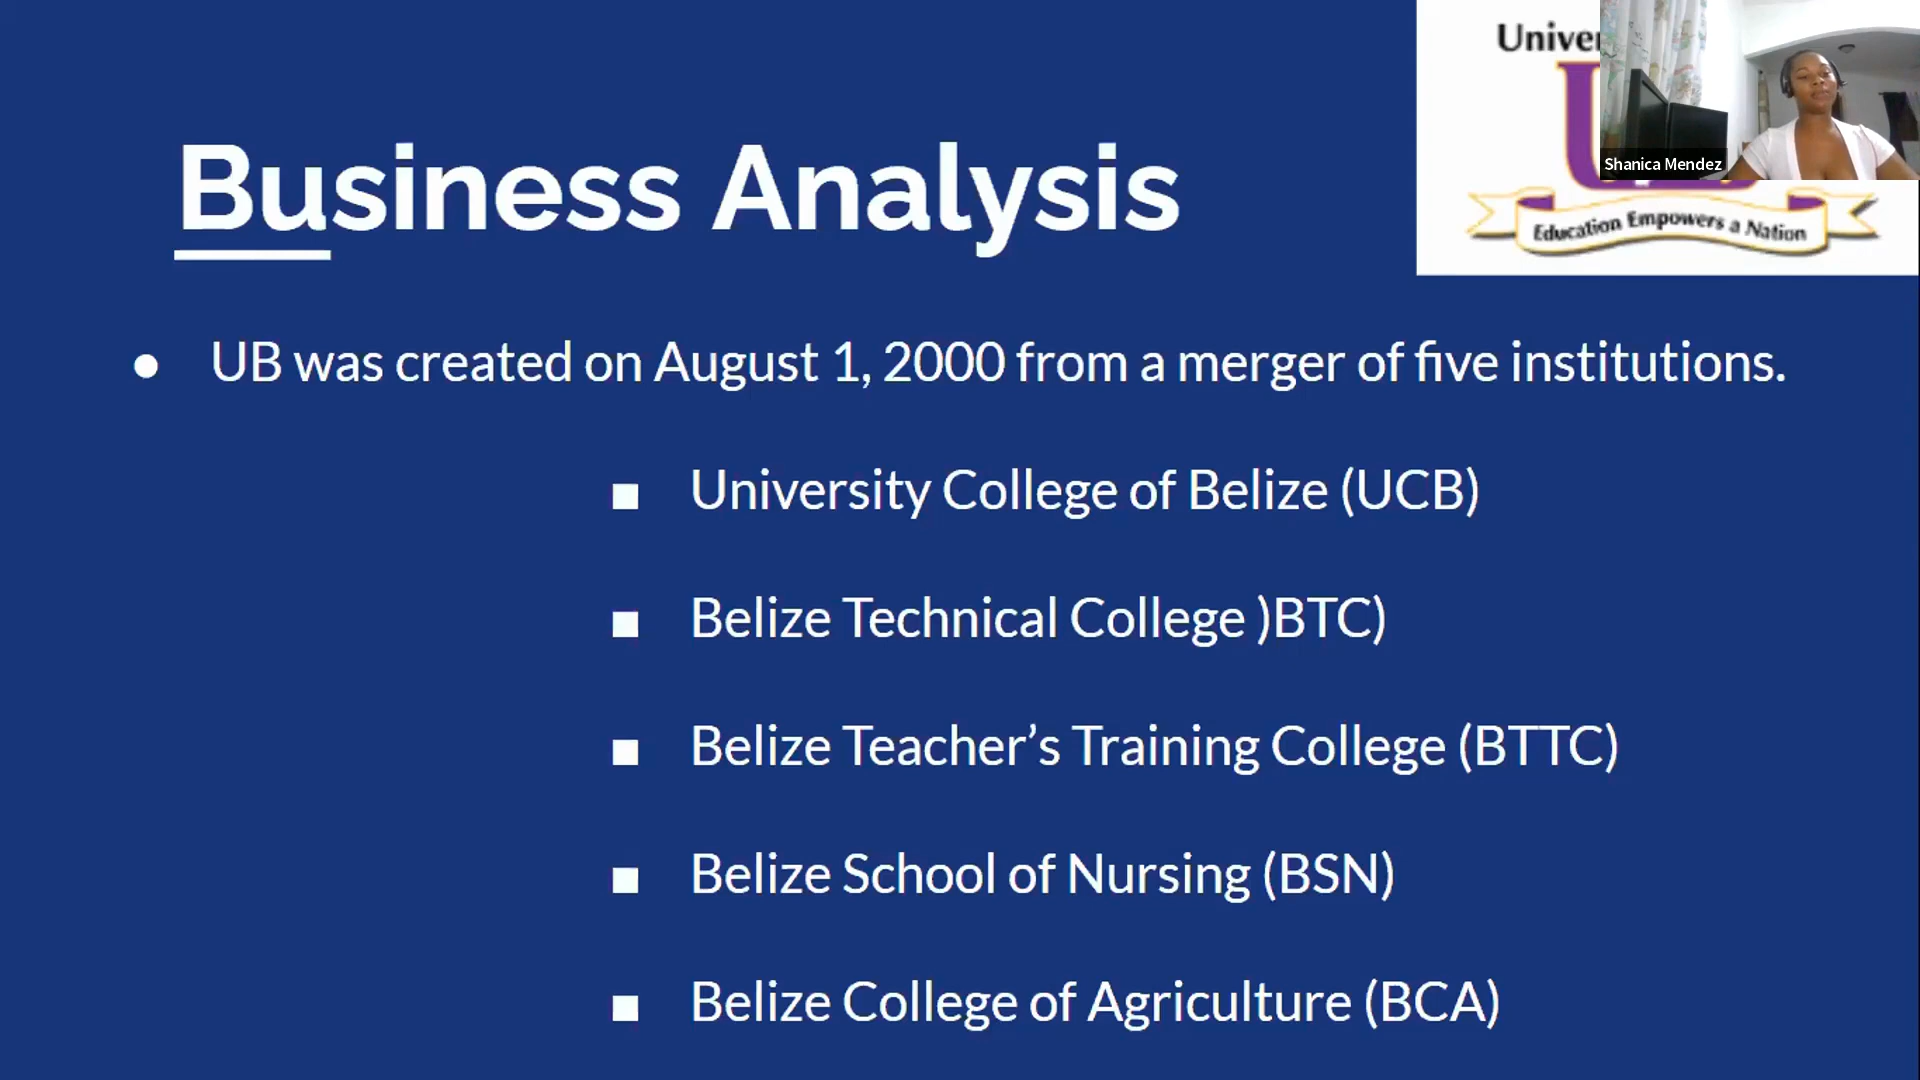 Univer
Shanica Mendez
Education Empowers a Nation
Business Analysis
● UB was created on August 1, 2000 from a merger of five institutions.
■ University College of Belize (UCB)
■ Belize Technical College )BTC)
■ Belize Teacher’s Training College (BTTC)
■ Belize School of Nursing (BSN)
■ Belize College of Agriculture (BCA)